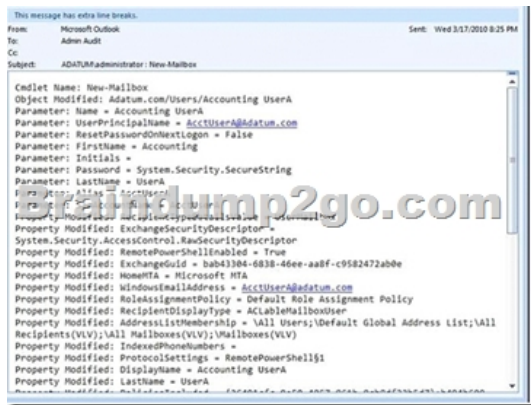 This message has extra line breaks.
From: Microsoft Outlook Sent: Wed 3/17/2010 8:25 PM
To: Admin Audit
Cc:
Subject: ADATUM\administrator : New-Mailbox
Cmdlet Name: New-Mailbox
Object Modified: Adatum.com/Users/Accounting UserA
Parameter: Name = Accounting UserA
Parameter: UserPrincipalName = AcctUserA@Adatum.com
Parameter: ResetPasswordOnNextLogon = False
Parameter: FirstName = Accounting
Parameter: Initials =
Parameter: Password = System.Security.SecureString
Parameter: LastName = UserA
Parameter: Alias = AcctUserA
Braindump2go.com
Property Modified: ExchangeSecurityDescriptor =
System.Security.AccessControl.RawSecurityDescriptor
Property Modified: RemotePowerShellEnabled = True
Property Modified: ExchangeGuid = bab43304-6838-46ee-aa8f-c9582472ab0e
Property Modified: HomeMTA = Microsoft MTA
Property Modified: WindowsEmailAddress = AcctUserA@adatum.com
Property Modified: RoleAssignmentPolicy = Default Role Assignment Policy
Property Modified: RecipientDisplayType = ACLableMailboxUser
Property Modified: AddressListMembership = \All Users;\Default Global Address List;\All
Recipients(VLV);\All Mailboxes(VLV);\Mailboxes(VLV)
Property Modified: IndexedPhoneNumbers =
Property Modified: ProtocolSettings = RemotePowerShell§1
Property Modified: DisplayName = Accounting UserA
Property Modified: LastName = UserA